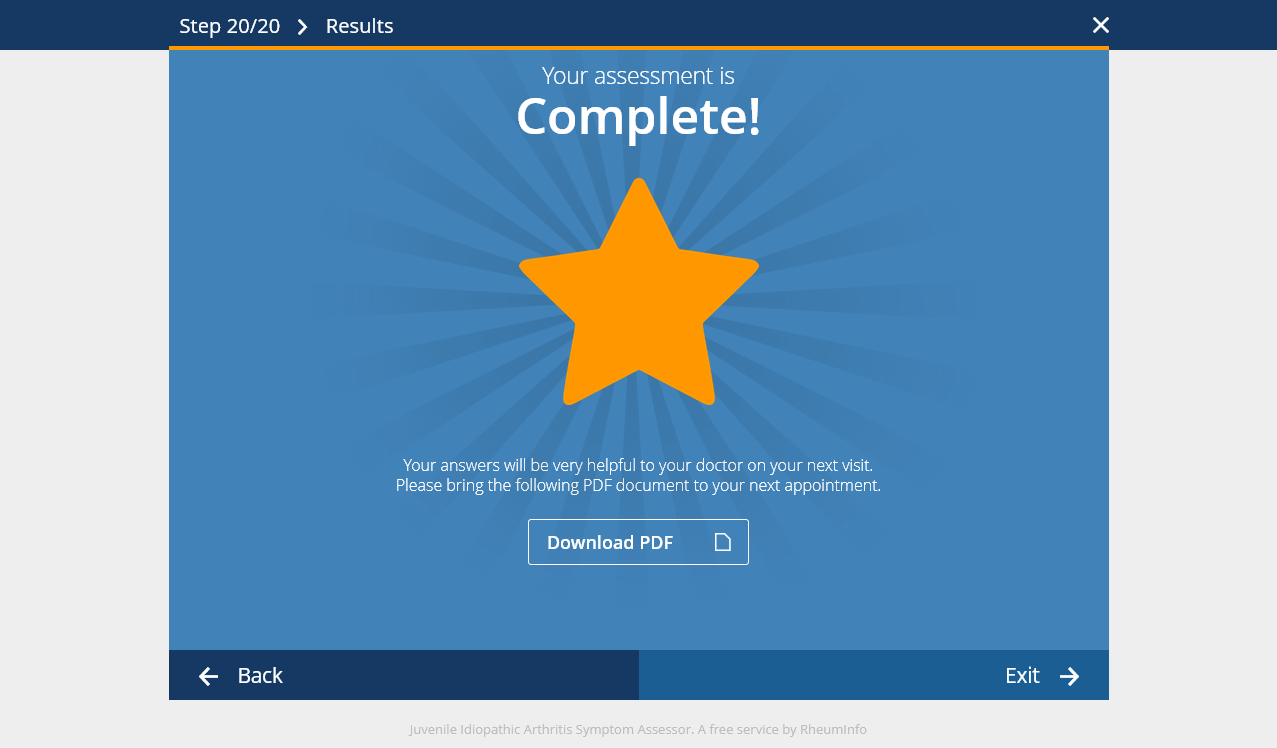 Step 20/20 Results
Your assessment is
Complete!
Your answers will be very helpful to your doctor on your next visit.
Please bring the following PDF document to your next appointment.
Download PDF
Back
Exit
Juvenile Idiopathic Arthritis Symptom Assessor. A free service by RheumInfo